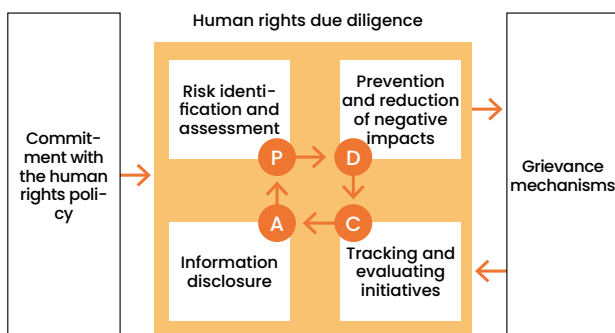 Human rights due diligence
Commit-
ment with
the human
rights poli-
cy
Risk identi-
fication and
assessment
P
Prevention
and reduction
of negative
impacts
D
A
Information
disclosure
C
Tracking and
evaluating
initiatives
Grievance
mechanisms